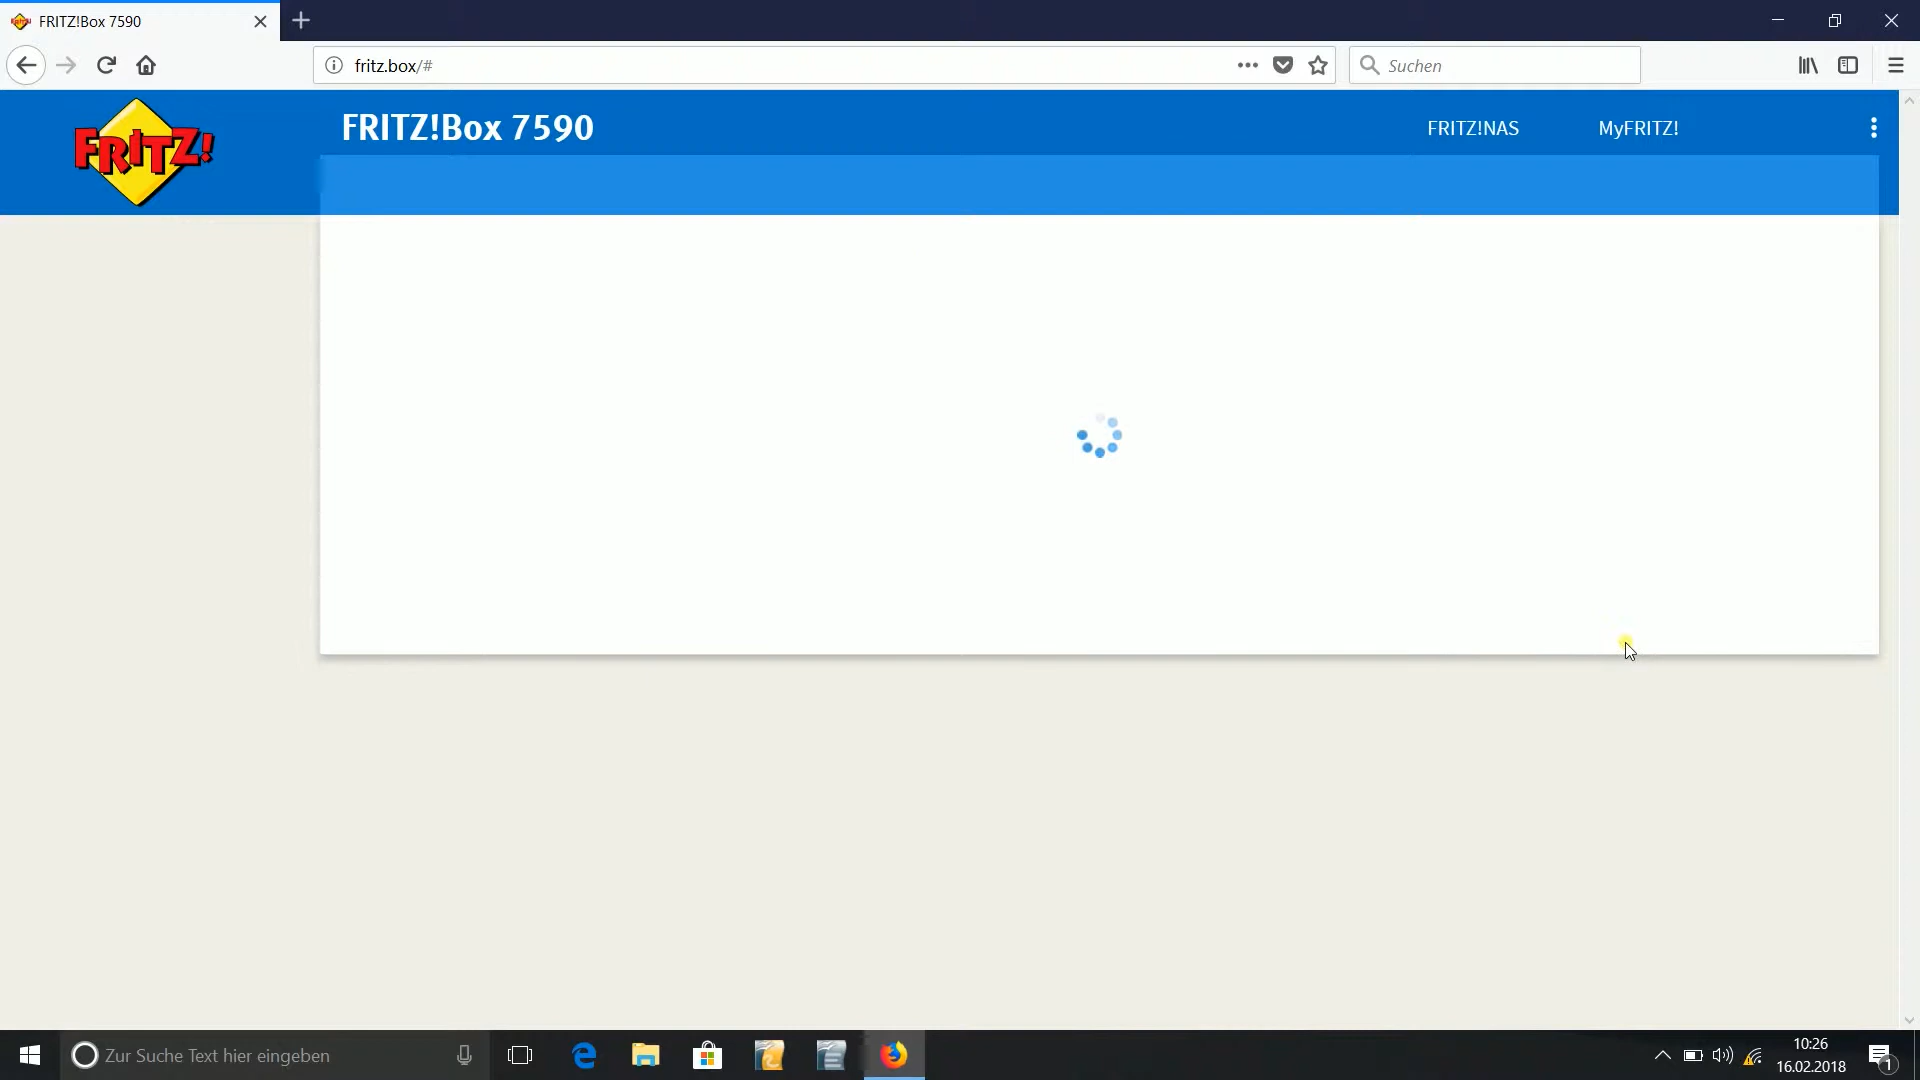 FRITZ!Box 7590
fritz.box/#
Suchen
FRITZ!
FRITZ!Box 7590
FRITZ!NAS
MyFRITZ!
Zur Suche Text hier eingeben
10:26
16.02.2018
1